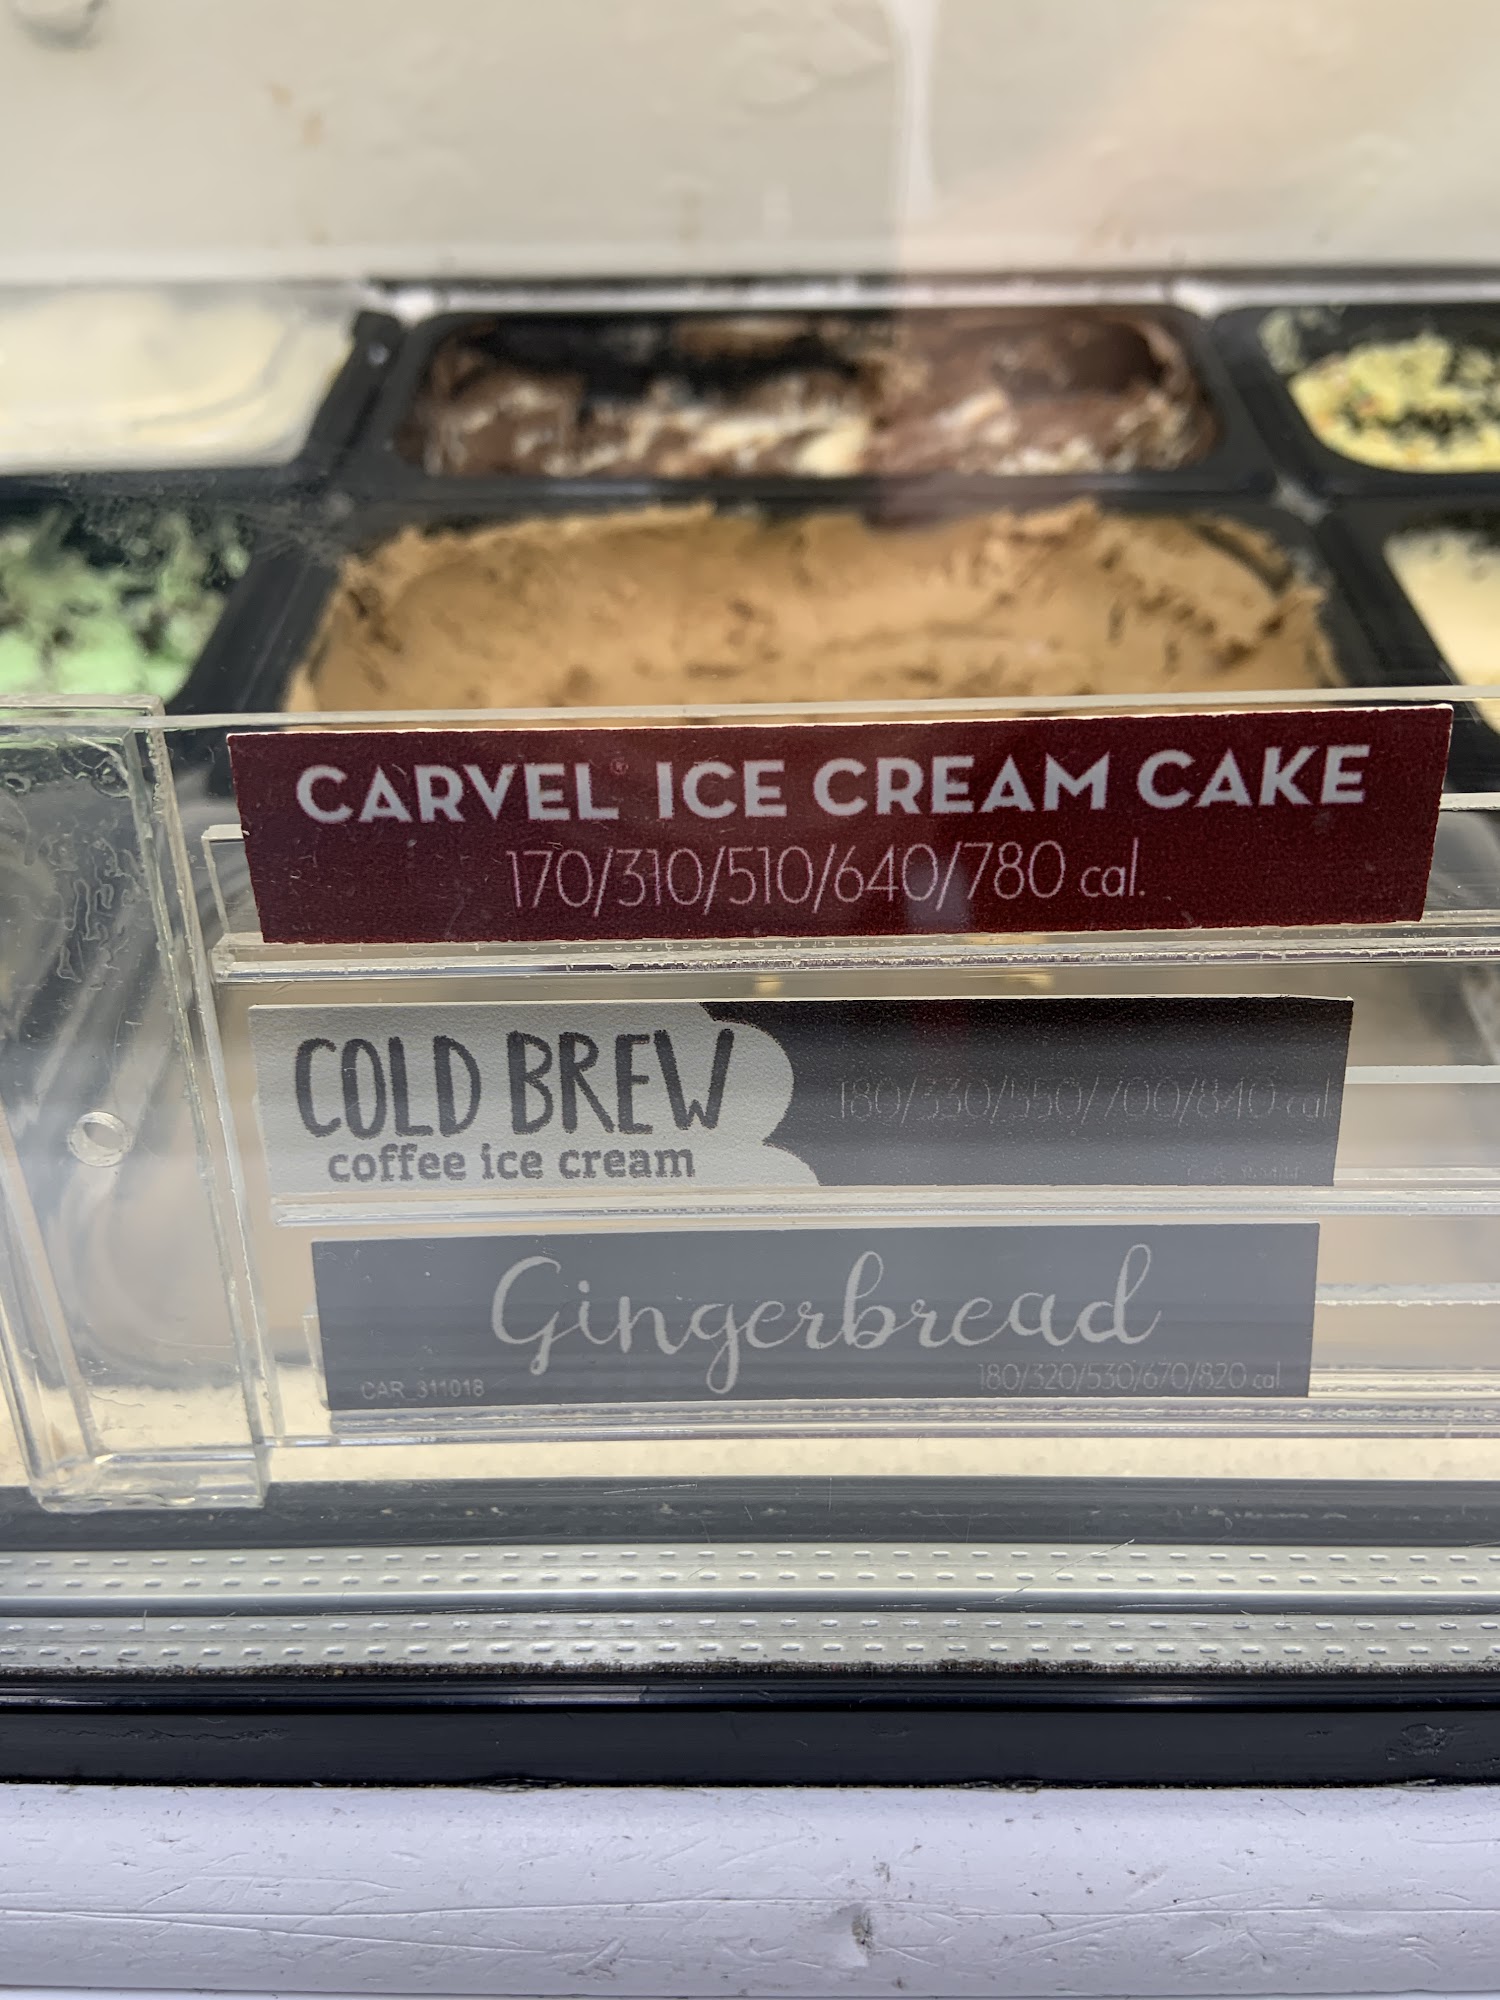 CARVEL® ICE CREAM CAKE
170/310/510/640/780 cal.
COLD BREW
coffee ice cream
180/330/550/700/840 cal
Gingerbread
CAR_311018
180/320/530/670/820 cal